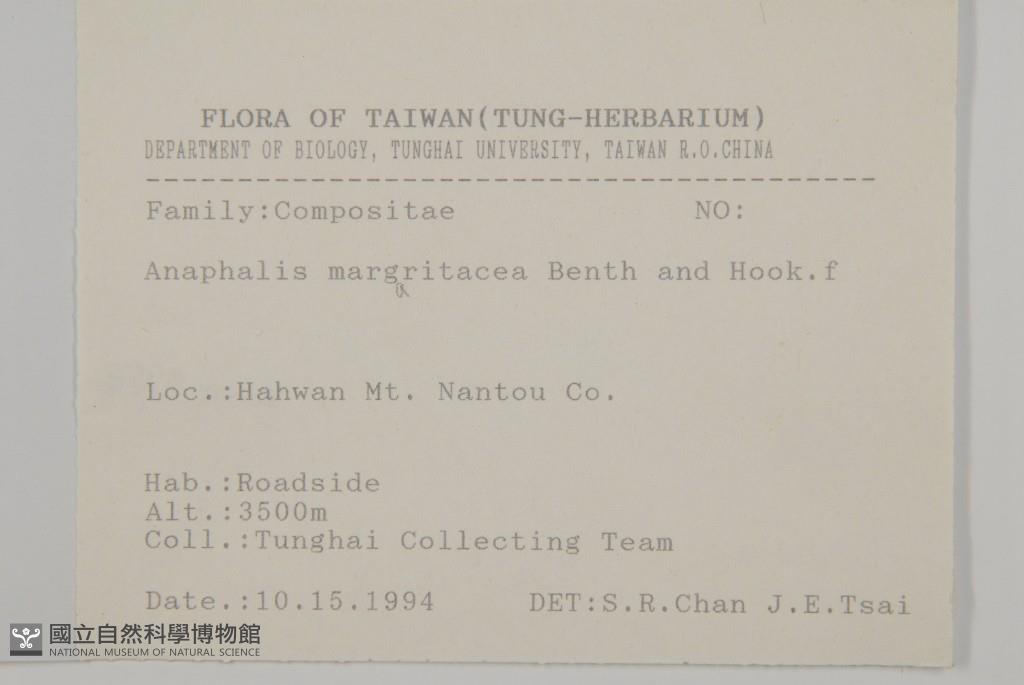 FLORA OF TAIWAN(TUNG-HERBARIUM)
DEPARTMENT OF BIOLOGY, TUNGHAI UNIVERSITY, TAIWAN R.O.CHINA
Family:Compositae NO:
Anaphalis margritacea Benth and Hook.f
a
Loc.:Hahwan Mt. Nantou Co.
Hab.:Roadside
Alt.:3500m
Coll.:Tunghai Collecting Team
Date.:10.15.1994 DET:S.R.Chan J.E.Tsai
國立自然科學博物館
NATIONAL MUSEUM OF NATURAL SCIENCE